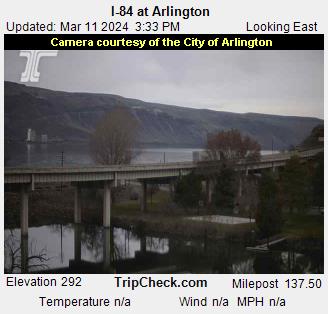 I-84 at Arlington
Updated: Mar 11 2024 3:33 PM Looking East
Camera courtesy of the City of Arlington
Elevation 292 TripCheck.com Milepost 137.50
Temperature n/a Wind n/a MPH n/a